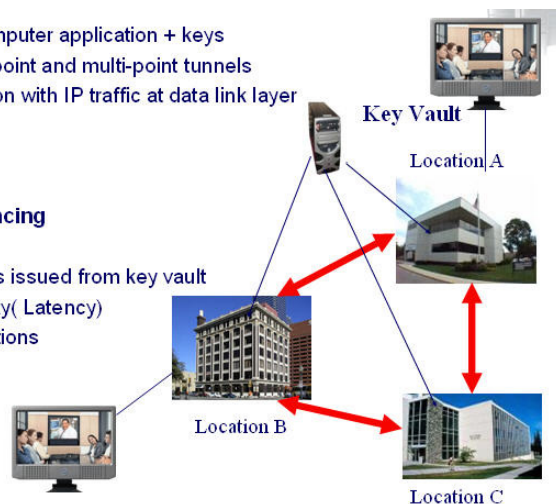 mputer application + keys
point and multi-point tunnels
on with IP traffic at data link layer
Key Vault
Location A
ncing
s issued from key vault
ty( Latency)
tions
Location B
Location C